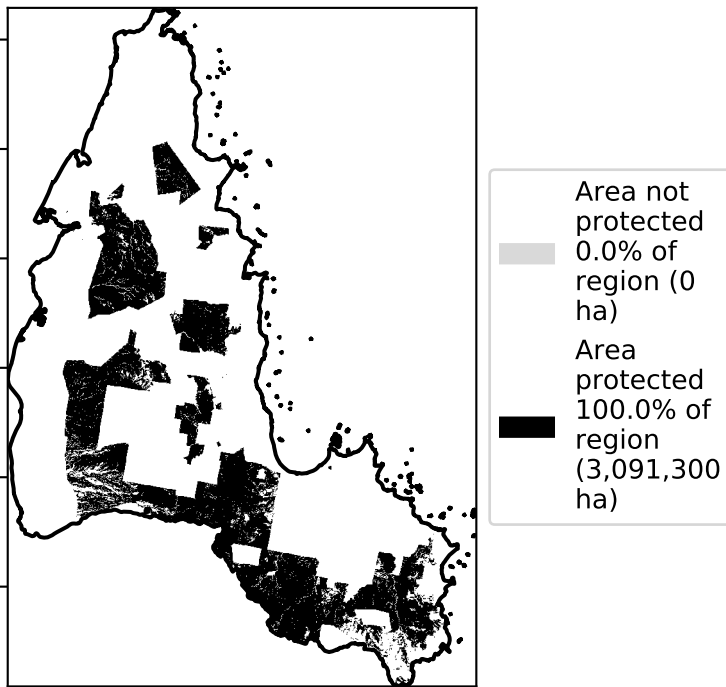 Area not
protected
0.0% of
region (0
ha)
Area
protected
100.0% of
region
(3,091,300
ha)